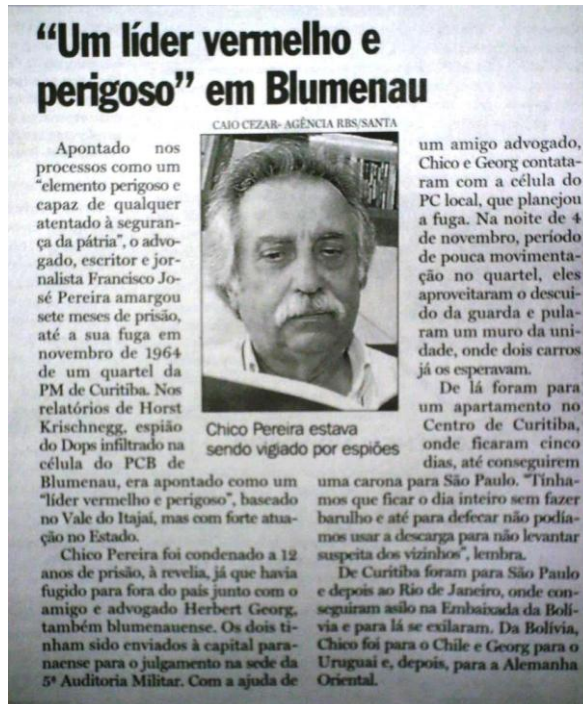 “Um líder vermelho e
perigoso” em Blumenau
CAIO CEZAR- AGÊNCIA RBS/SANTA
Apontado nos
processos como um
“elemento perigoso e
capaz de qualquer
atentado à seguran-
ça da pátria”, o advo-
gado, escritor e jor-
nalista Francisco Jo-
sé Pereira amargou
sete meses de prisão,
até a sua fuga em
novembro de 1964
de um quartel da
PM de Curitiba. Nos
relatórios de Horst
Krischnegg, espião
do Dops infiltrado na
célula do PCB de
Blumenau, era apontado como um
“líder vermelho e perigoso”, baseado
no Vale do Itajaí, mas com forte atua-
ção no Estado.
Chico Pereira foi condenado a 12
anos de prisão, à revelia, já que havia
fugido para fora do país junto com o
amigo e advogado Herbert Georg,
também blumenauense. Os dois ti-
nham sido enviados à capital para-
naense para o julgamento na sede da
5ª Auditoria Militar. Com a ajuda de
Chico Pereira estava
sendo vigiado por espiões
um amigo advogado,
Chico e Georg contata-
ram com a célula do
PC local, que planejou
a fuga. Na noite de 4
de novembro, período
de pouca movimenta-
ção no quartel, eles
aproveitaram o descui-
do da guarda e pula-
ram um muro da uni-
dade, onde dois carros
já os esperavam.
De lá foram para
um apartamento no
Centro de Curitiba,
onde ficaram cinco
dias, até conseguirem
uma carona para São Paulo. “Tínha-
mos que ficar o dia inteiro sem fazer
barulho e até para defecar não podía-
mos usar a descarga para não levantar
suspeita dos vizinhos”, lembra.
De Curitiba foram para São Paulo
e depois ao Rio de Janeiro, onde con-
seguiram asilo na Embaixada da Bolí-
via e para lá se exilaram. Da Bolívia,
Chico foi para o Chile e Georg para o
Uruguai e, depois, para a Alemanha
Oriental.